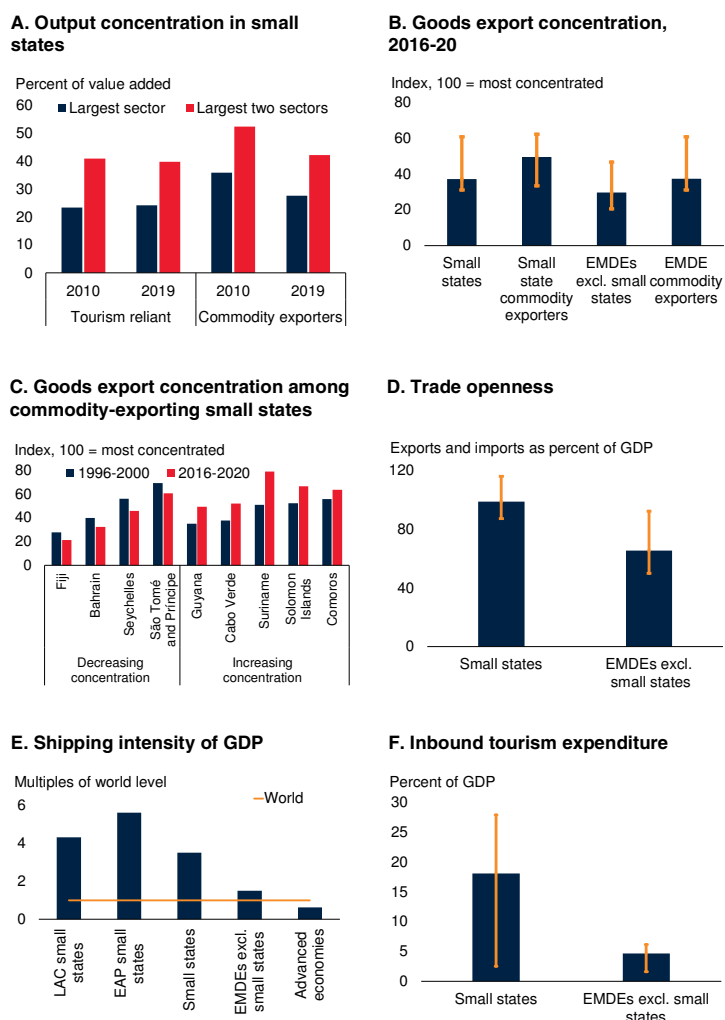 A. Output concentration in small
states
Percent of value added
60
50
40
30
20
10
0
Largest sector
Largest two sectors
2010
2019
2010
2019
Tourism reliant
Commodity exporters
B. Goods export concentration,
2016-20
Index, 100 = most concentrated
80
60
40
20
0
Small
states
Small
state
commodity
exporters
EMDEs
excl. small
states
EMDE
commodity
exporters
C. Goods export concentration among
commodity-exporting small states
Index, 100 = most concentrated
80
60
40
20
0
1996-2000
2016-2020
Fiji
Bahrain
Seychelles
São Tomé
and Príncipe
Guyana
Cabo Verde
Suriname
Solomon
Islands
Comoros
Decreasing
concentration
Increasing
concentration
D. Trade openness
Exports and imports as percent of GDP
120
80
40
0
Small states
EMDEs excl.
small states
E. Shipping intensity of GDP
Multiples of world level
6
4
2
0
World
LAC small
states
EAP small
states
Small states
EMDEs excl.
small states
Advanced
economies
F. Inbound tourism expenditure
Percent of GDP
30
25
20
15
10
5
0
Small states
EMDEs excl. small
states